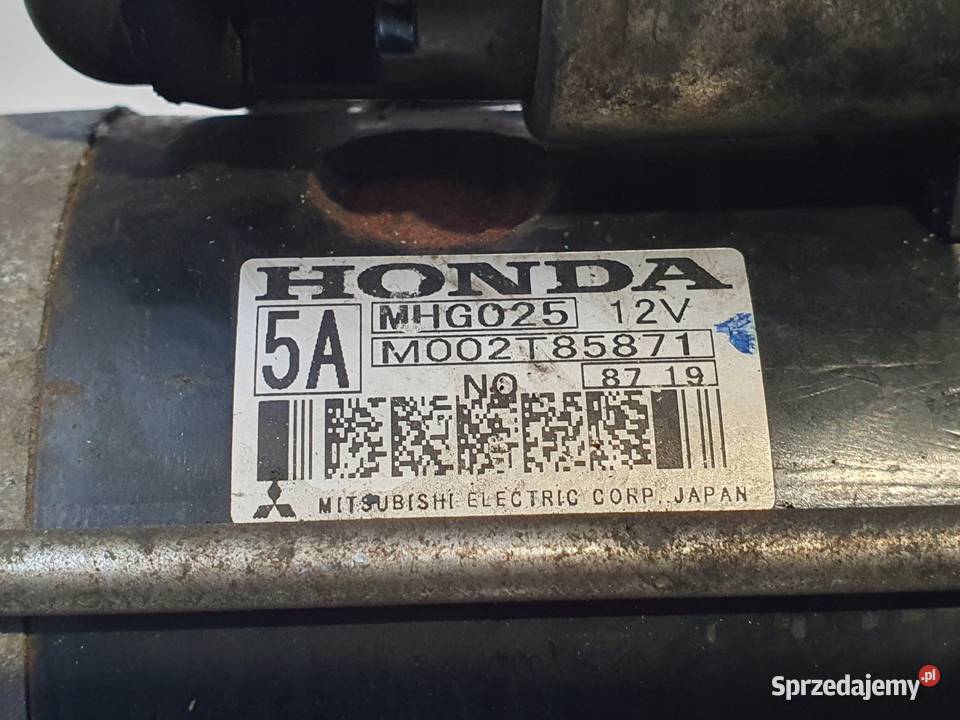 HONDA
5A
MHG025 12V
M002T85871
NO 87 19
MITSUBISHI ELECTRIC CORP. JAPAN
Sprzedajemy.pl